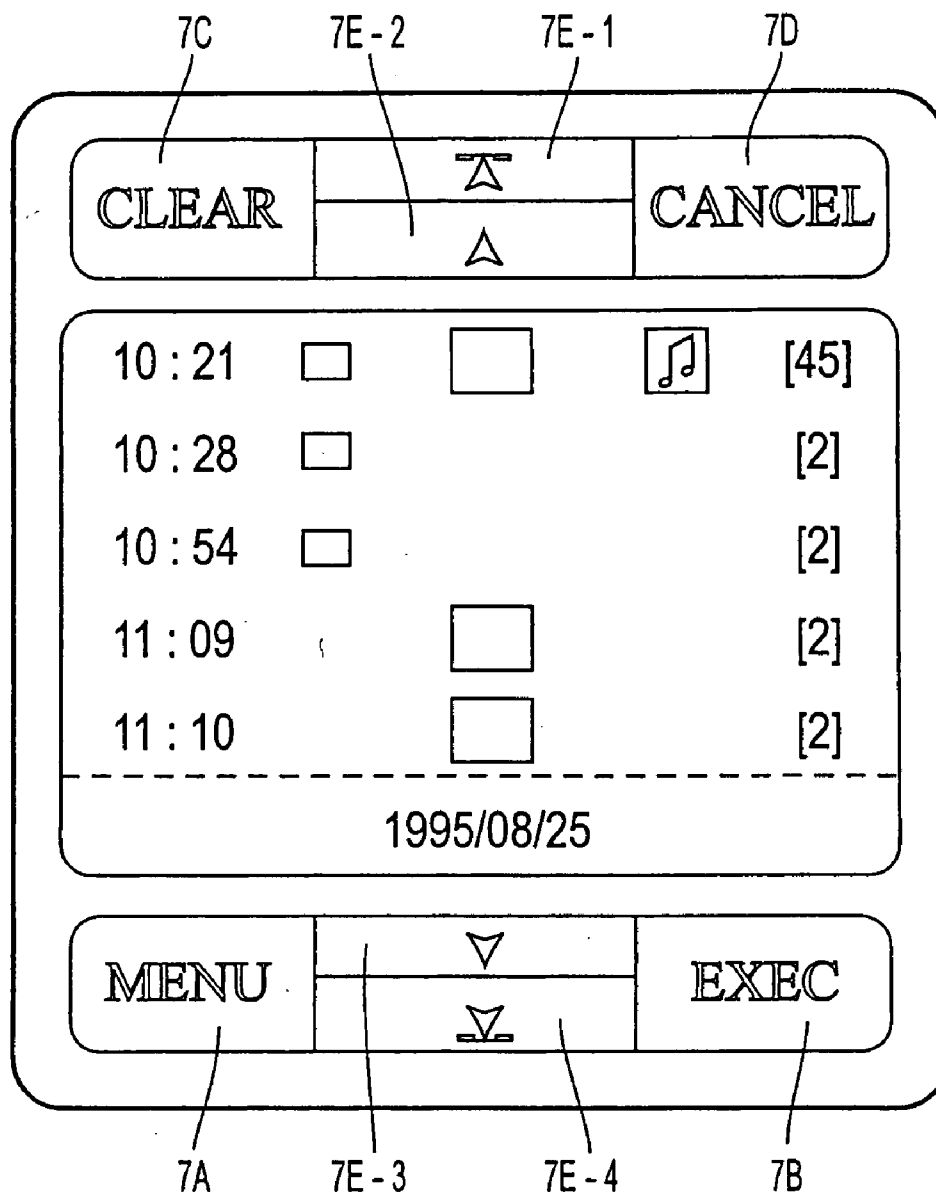 7C 7E-2 7E-1 7D
CLEAR CANCEL
10:21 [45]
10:28 [2]
10:54 [2]
11:09 [2]
11:10 [2]
1995/08/25
MENU EXEC
7A 7E-3 7E-4 7B